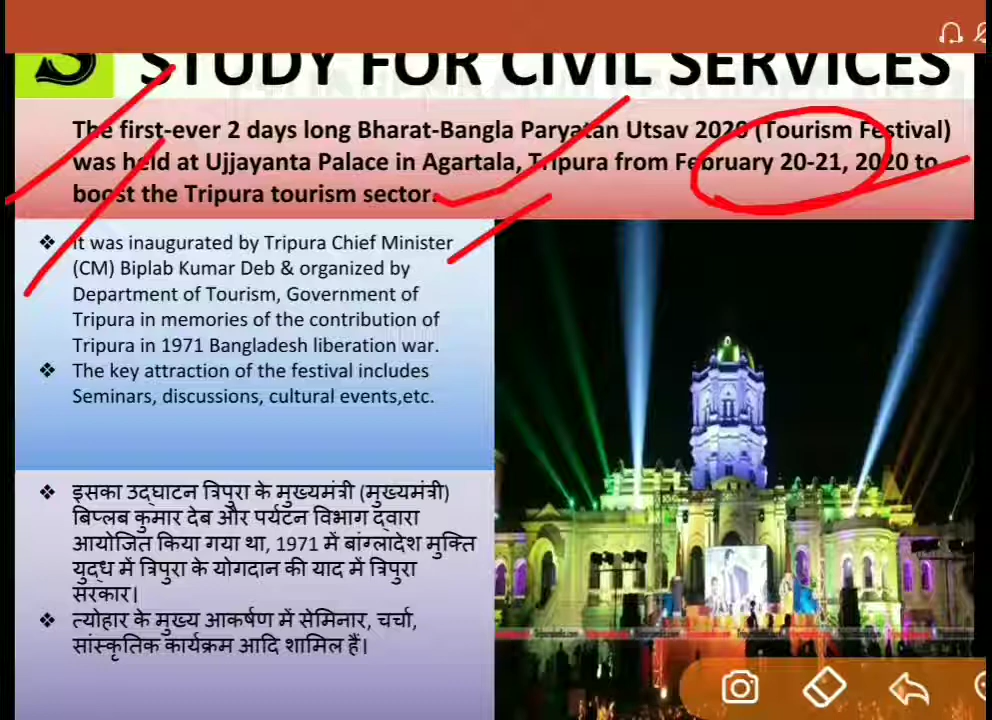 STUDY FOR CIVIL SERVICES
The first-ever 2 days long Bharat-Bangla Paryatan Utsav 2020 (Tourism Festival)
was held at Ujjayanta Palace in Agartala, Tripura from February 20-21, 2020 to
boost the Tripura tourism sector.
❖ It was inaugurated by Tripura Chief Minister
(CM) Biplab Kumar Deb & organized by
Department of Tourism, Government of
Tripura in memories of the contribution of
Tripura in 1971 Bangladesh liberation war.
❖ The key attraction of the festival includes
Seminars, discussions, cultural events,etc.
❖ इसका उद्घाटन त्रिपुरा के मुख्यमंत्री (मुख्यमंत्री)
बिप्लब कुमार देब और पर्यटन विभाग द्वारा
आयोजित किया गया था, 1971 में बांग्लादेश मुक्ति
युद्ध में त्रिपुरा के योगदान की याद में त्रिपुरा
सरकार।
❖ त्योहार के मुख्य आकर्षण में सेमिनार, चर्चा,
सांस्कृतिक कार्यक्रम आदि शामिल हैं।